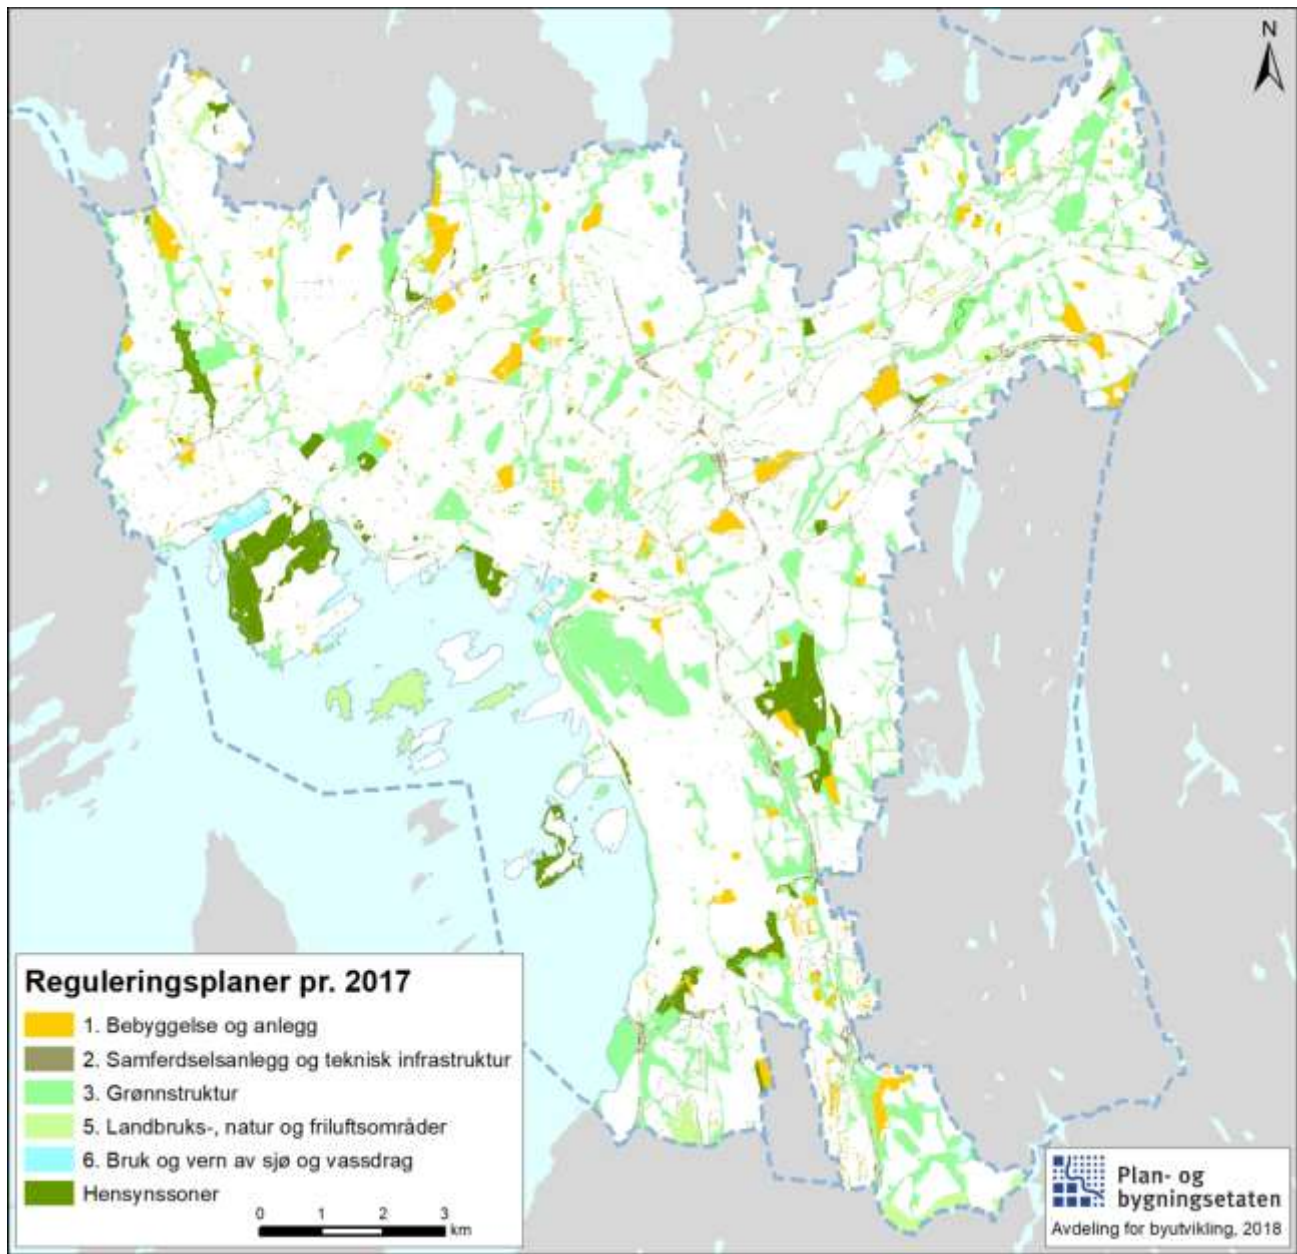 N
Reguleringsplaner pr. 2017
1. Bebyggelse og anlegg
2. Samferdselsanlegg og teknisk infrastruktur
3. Grønnstruktur
5. Landbruks-, natur og friluftsområder
6. Bruk og vern av sjø og vassdrag
Hensynssoner
0 1 2 3
km
Plan- og
bygningsetaten
Avdeling for byutvikling, 2018